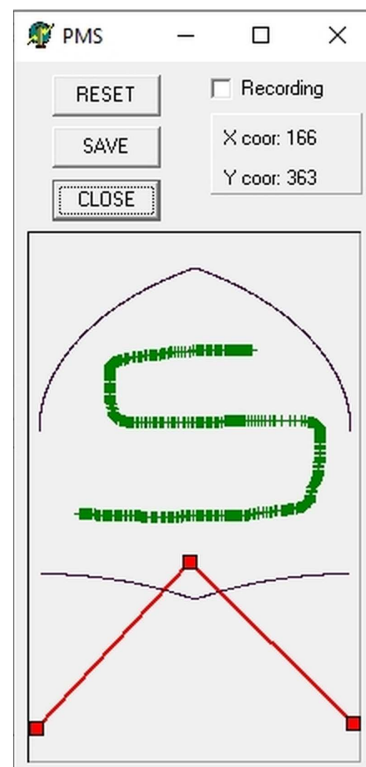 PMS
RESET
Recording
SAVE
X coor: 166
CLOSE
Y coor: 363